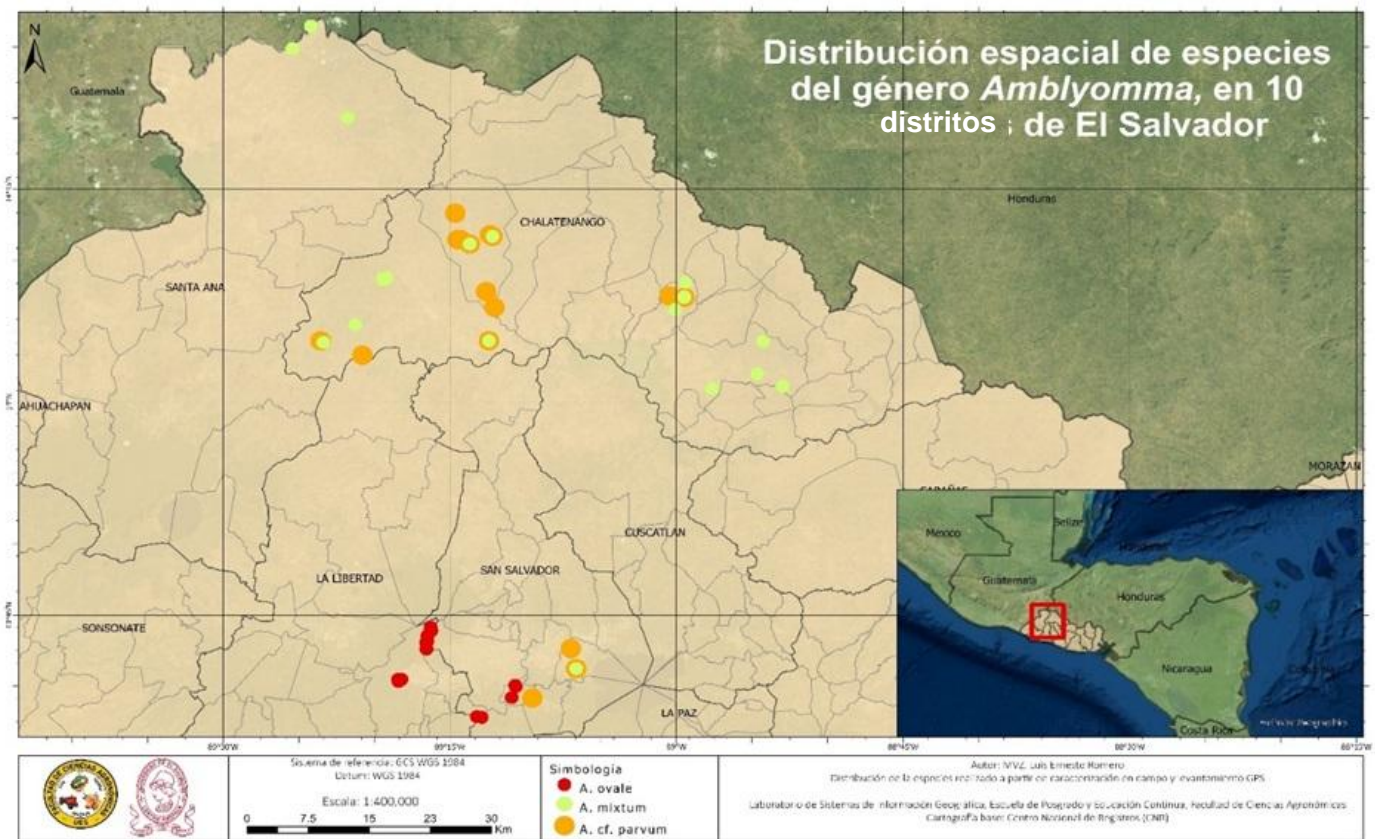 Distribución espacial de especies
del género Amblyomma, en 10
distritos de El Salvador
N
Guatemala
Honduras
CHALATENANGO
SANTA ANA
AHUACHAPAN
MORAZAN
CUSCATLAN
LA LIBERTAD
SAN SALVADOR
SONSONATE
LA PAZ
Mexico
Belize
Guatemala
Honduras
Nicaragua
Costa Rica
89°30'W
89°15'W
89°0'W
88°45'W
88°30'W
88°15'W
Sistema de referencia: GCS WGS 1984
Datum: WGS 1984
Escala: 1:400,000
0 7.5 15 23 30
Km
Simbología
A. ovale
A. mixtum
A. cf. parvum
Autor: MVZ. Luis Ernesto Romero
Distribución de la especies realizado a partir de caracterización en campo y levantamiento GPS
Laboratorio de Sistemas de Información Geográfica, Escuela de Posgrado y Educación Continua, Facultad de Ciencias Agronómicas
Cartografía base: Centro Nacional de Registros (CNR)